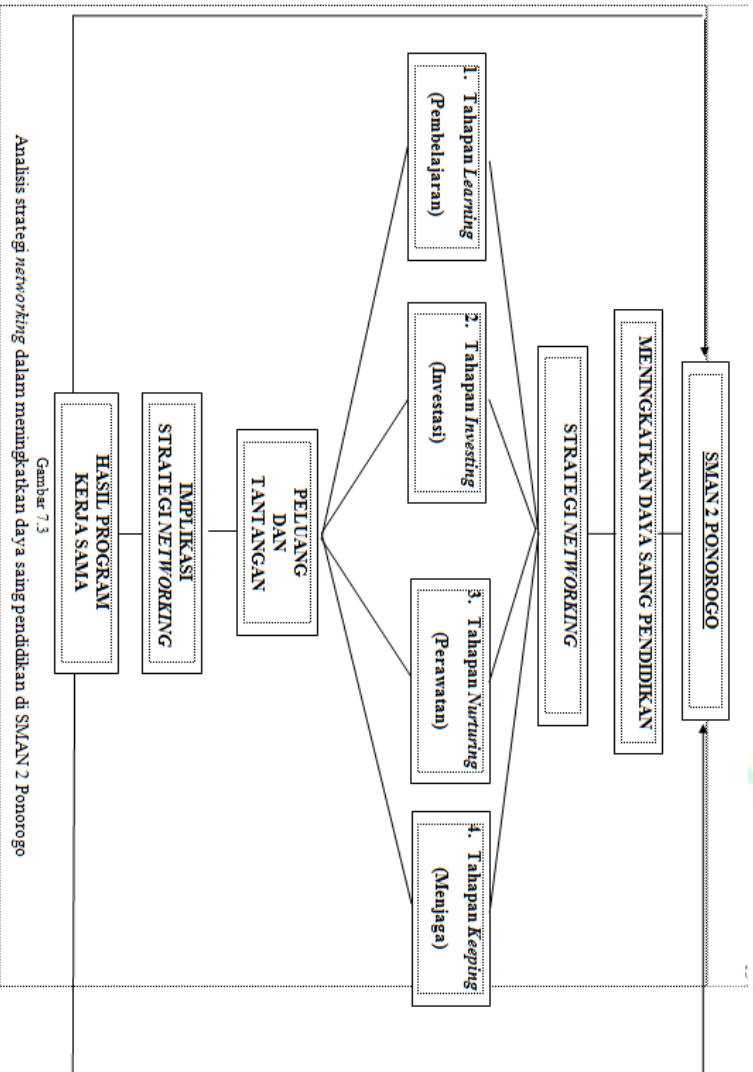 SMAN 2 PONOROGO
MENINGKATKAN DAYA SAING PENDIDIKAN
STRATEGI NETWORKING
1. Tahapan Learning
(Pembelajaran)
2. Tahapan Investing
(Investasi)
3. Tahapan Nurturing
(Perawatan)
4. Tahapan Keeping
(Menjaga)
PELUANG
DAN
TANTANGAN
IMPLIKASI
STRATEGI NETWORKING
HASIL PROGRAM
KERJA SAMA
Gambar 7.3
Analisis strategi networking dalam meningkatkan daya saing pendidikan di SMAN 2 Ponorogo